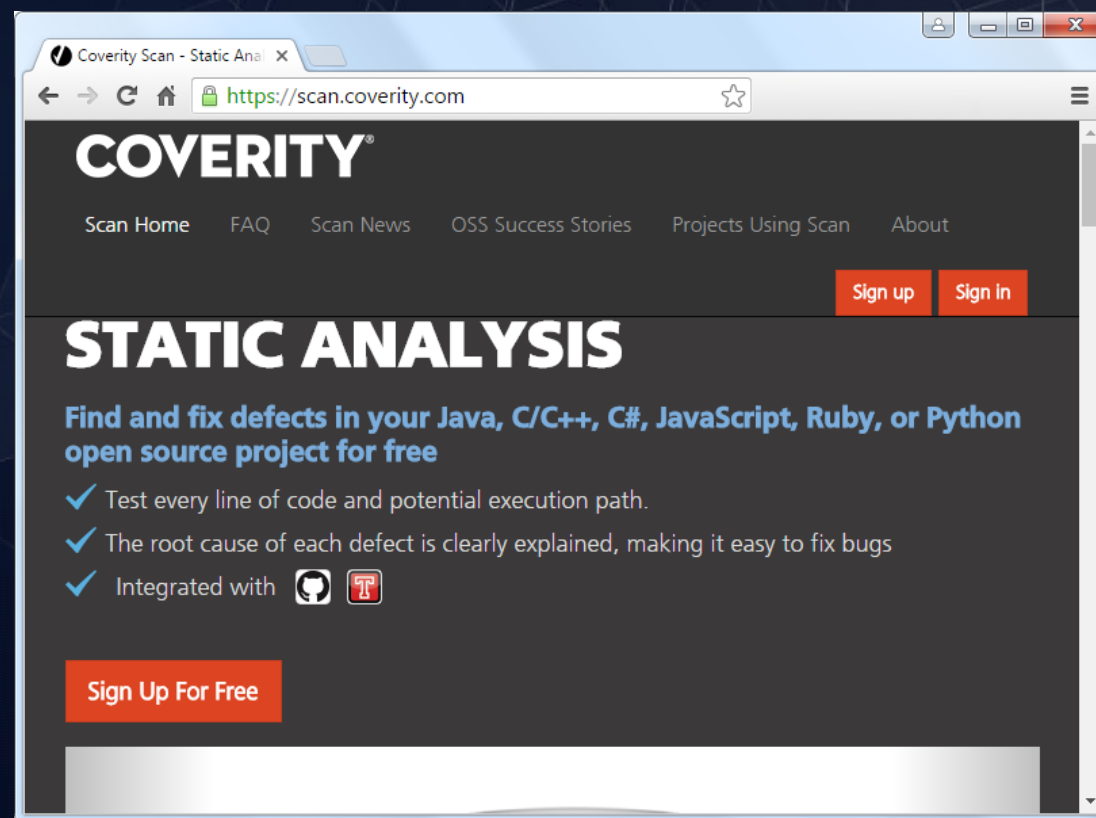 Coverity Scan - Static Anal
https://scan.coverity.com
COVERITY®
Scan Home FAQ Scan News OSS Success Stories Projects Using Scan About
Sign up Sign in
STATIC ANALYSIS
Find and fix defects in your Java, C/C++, C#, JavaScript, Ruby, or Python
open source project for free
Test every line of code and potential execution path.
The root cause of each defect is clearly explained, making it easy to fix bugs
Integrated with T
Sign Up For Free